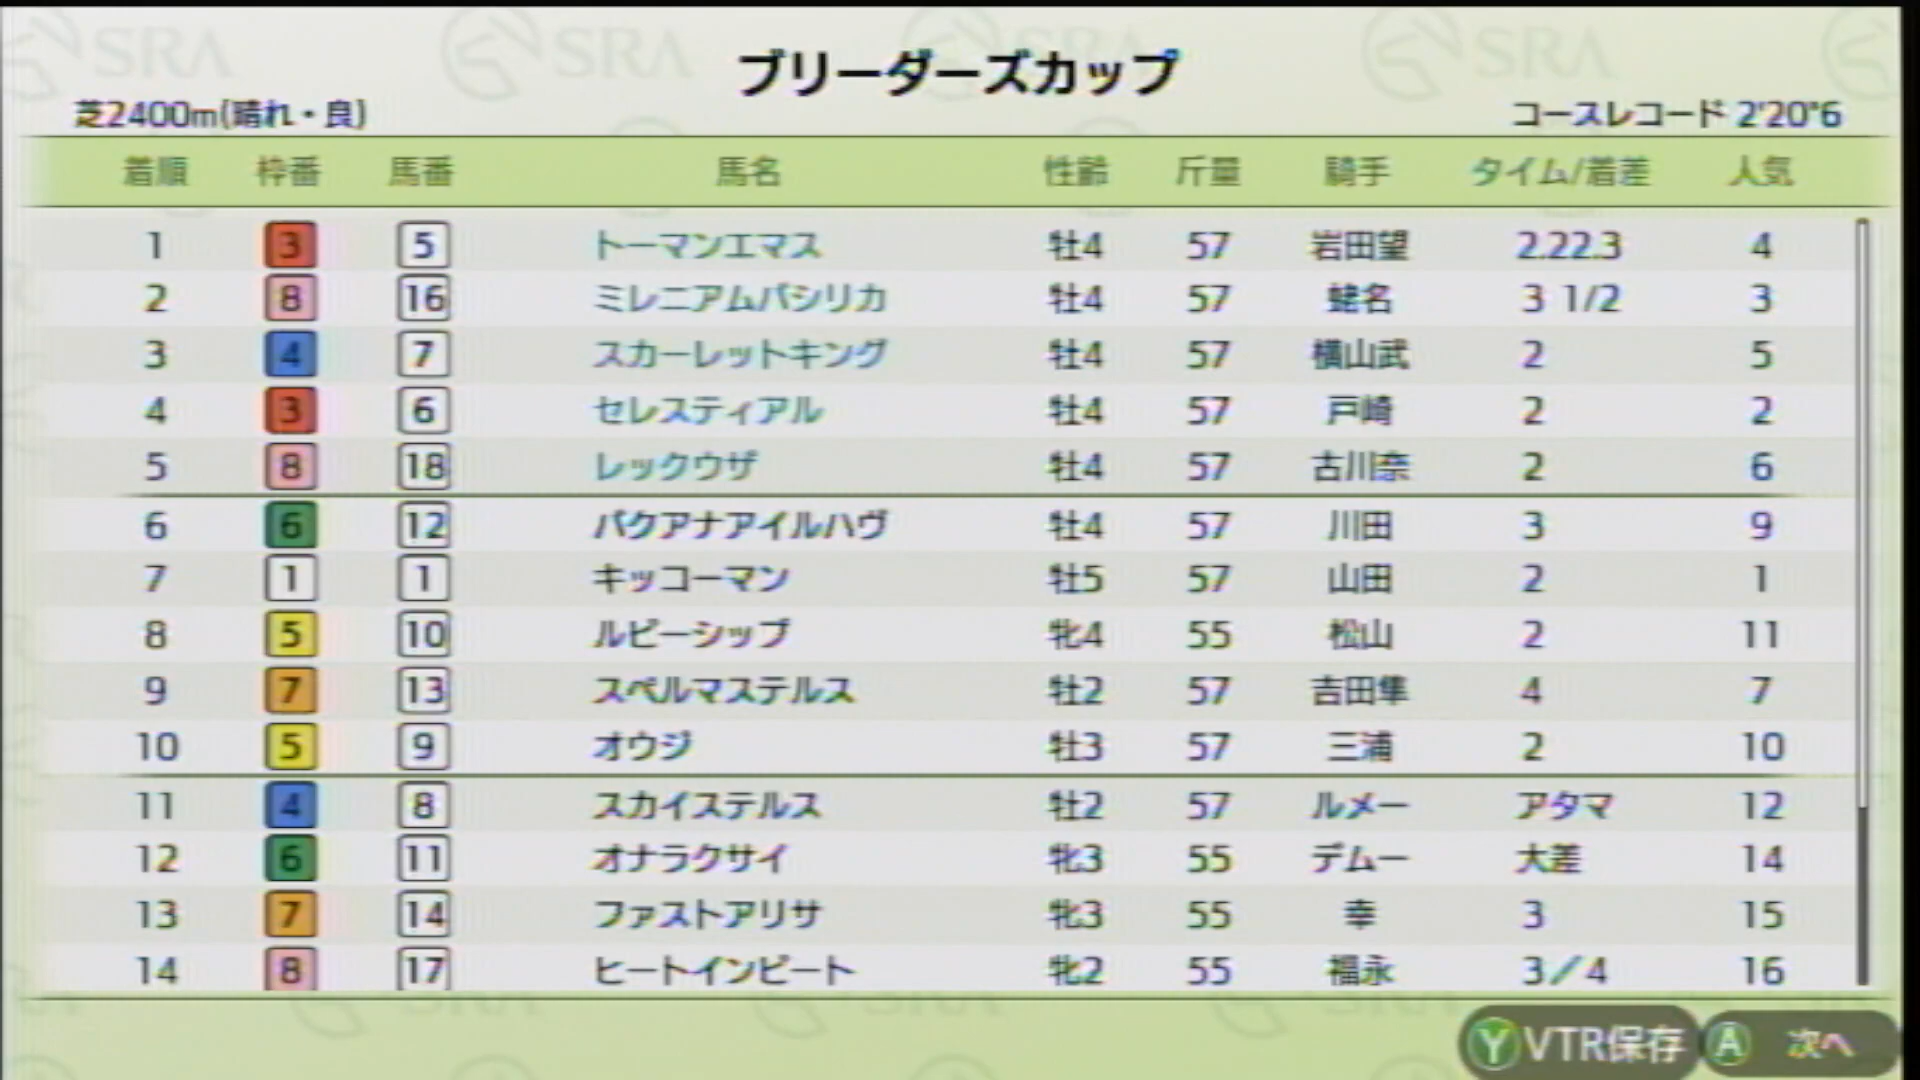 ブリーダーズカップ
芝2400m(晴れ・良) コースレコード 2'20"6
着順 枠番 馬番 馬名 性齢 斤量 騎手 タイム/着差 人気
1 3 5 トーマンエマス 牡4 57 岩田望 2.22.3 4
2 8 16 ミレニアムバシリカ 牡4 57 蛯名 3 1/2 3
3 4 7 スカーレットキング 牡4 57 横山武 2 5
4 3 6 セレスティアル 牡4 57 戸崎 2 2
5 8 18 レックウザ 牡4 57 古川奈 2 6
6 6 12 バクアナアイルハヴ 牡4 57 川田 3 9
7 1 1 キッコーマン 牡5 57 山田 2 1
8 5 10 ルビーシップ 牝4 55 松山 2 11
9 7 13 スペルマステルス 牡2 57 吉田隼 4 7
10 5 9 オウジ 牡3 57 三浦 2 10
11 4 8 スカイステルス 牡2 57 ルメー アタマ 12
12 6 11 オナラクサイ 牝3 55 デムー 大差 14
13 7 14 ファストアリサ 牝3 55 幸 3 15
14 8 17 ヒートインビート 牝2 55 福永 3/4 16
Y VTR保存 A 次へ
SRA